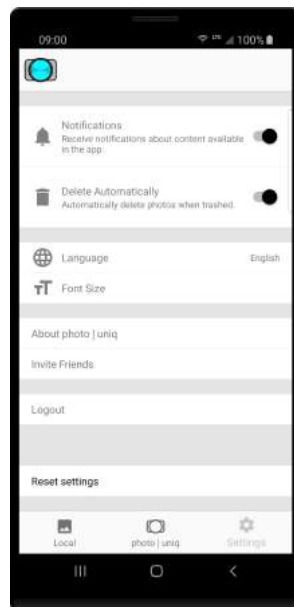 09:00
LTE 100%
Notifications
Receive notifications about content available
in the app.
Delete Automatically
Automatically delete photos when trashed.
Language English
Font Size
About photo | uniq
Invite Friends
Logout
Reset settings
Local photo | uniq Settings